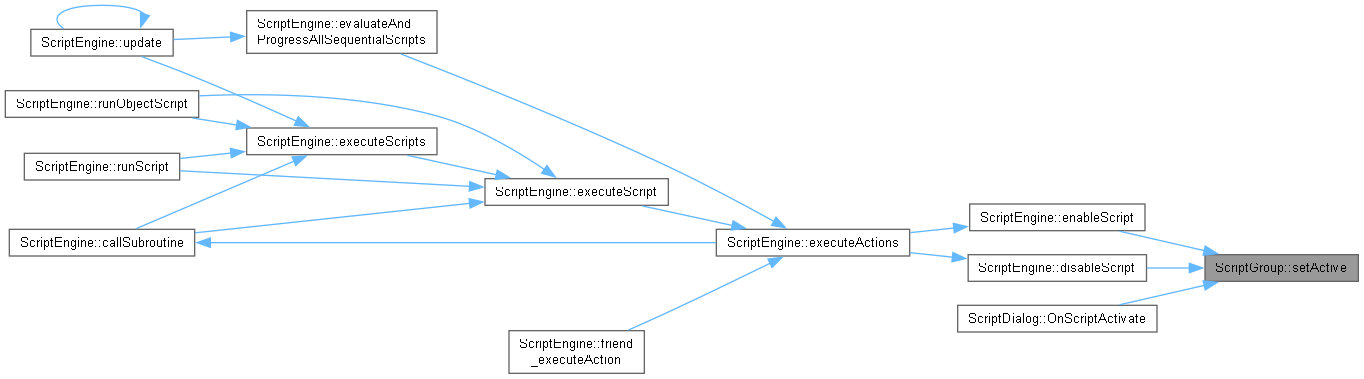 ScriptEngine::update
ScriptEngine::evaluateAnd
ProgressAllSequentialScripts
ScriptEngine::runObjectScript
ScriptEngine::executeScripts
ScriptEngine::runScript
ScriptEngine::executeScript
ScriptEngine::callSubroutine
ScriptEngine::executeActions
ScriptEngine::enableScript
ScriptEngine::disableScript
ScriptGroup::setActive
ScriptDialog::OnScriptActivate
ScriptEngine::friend
_executeAction